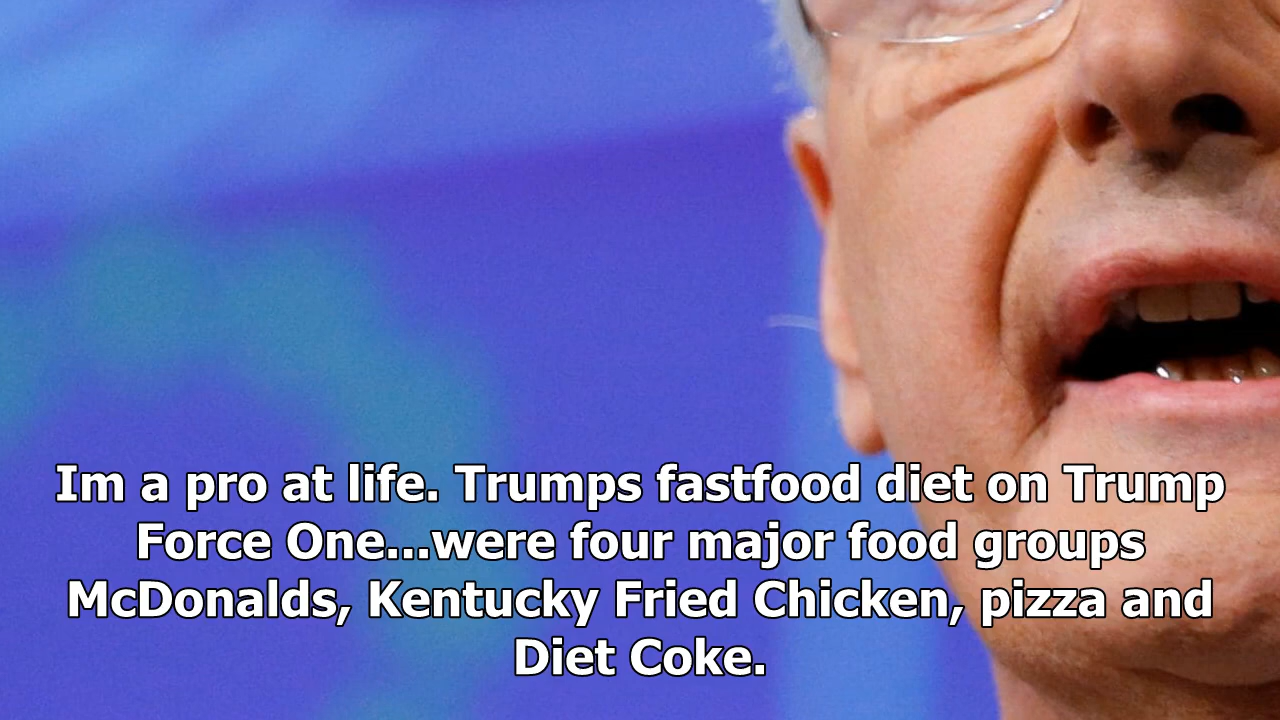 Im a pro at life. Trumps fastfood diet on Trump
Force One...were four major food groups
McDonalds, Kentucky Fried Chicken, pizza and
Diet Coke.